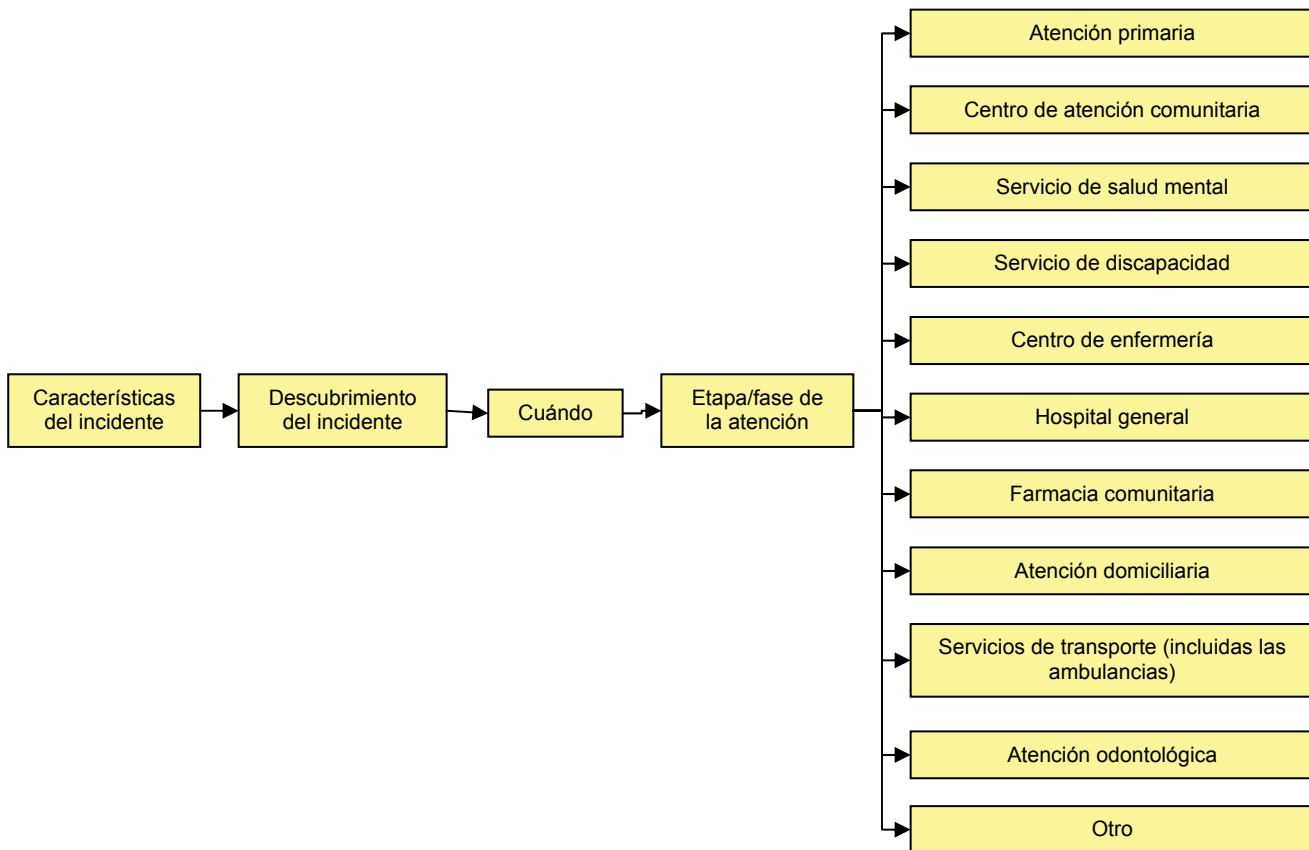 Atención primaria
Centro de atención comunitaria
Servicio de salud mental
Servicio de discapacidad
Centro de enfermería
Características
del incidente
Descubrimiento
del incidente
Cuándo
Etapa/fase de
la atención
Hospital general
Farmacia comunitaria
Atención domiciliaria
Servicios de transporte (incluidas las
ambulancias)
Atención odontológica
Otro